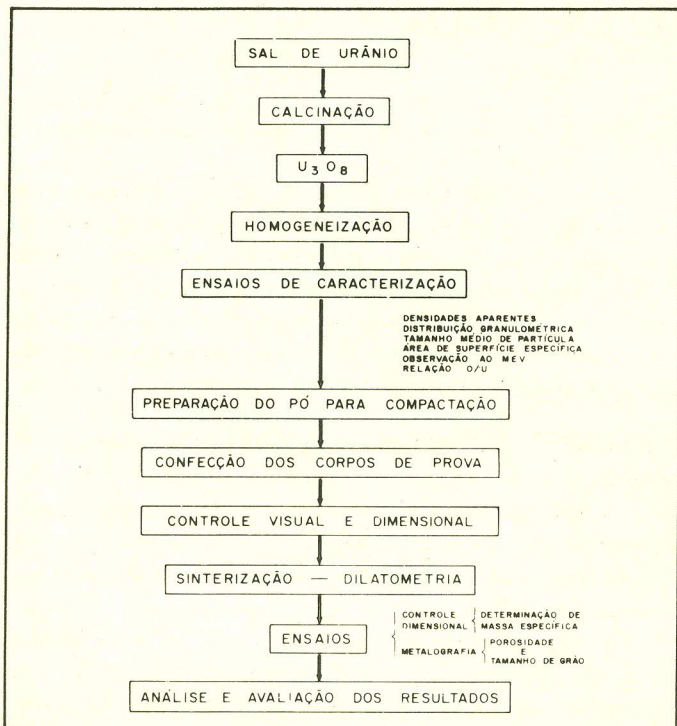 SAL DE URÂNIO
CALCINAÇÃO
U₃O₈
HOMOGENEIZAÇÃO
ENSAIOS DE CARACTERIZAÇÃO
DENSIDADES APARENTES
DISTRIBUIÇÃO GRANULOMÉTRICA
TAMANHO MÉDIO DE PARTÍCULA
ÁREA DE SUPERFÍCIE ESPECÍFICA
OBSERVAÇÃO AO MEV
RELAÇÃO O/U
PREPARAÇÃO DO PÓ PARA COMPACTAÇÃO
CONFECÇÃO DOS CORPOS DE PROVA
CONTROLE VISUAL E DIMENSIONAL
SINTERIZAÇÃO — DILATOMETRIA
ENSAIOS
CONTROLE
DIMENSIONAL
DETERMINAÇÃO DE
MASSA ESPECÍFICA
METALOGRAFIA
POROSIDADE
E
TAMANHO DE GRÃO
ANÁLISE E AVALIAÇÃO DOS RESULTADOS